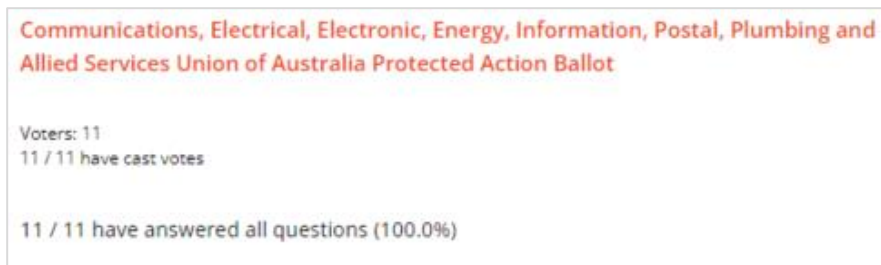 Communications, Electrical, Electronic, Energy, Information, Postal, Plumbing and
Allied Services Union of Australia Protected Action Ballot
Voters: 11
11 / 11 have cast votes
11 / 11 have answered all questions (100.0%)